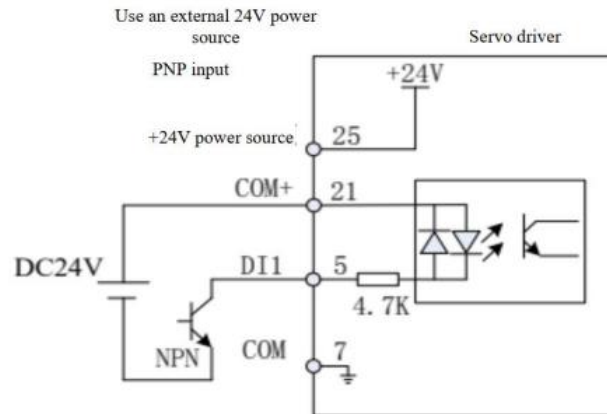 Use an external 24V power
source
Servo driver
PNP input
+24V
+24V power source
25
COM+
21
DC24V
DI1
5
4.7K
NPN
COM
7